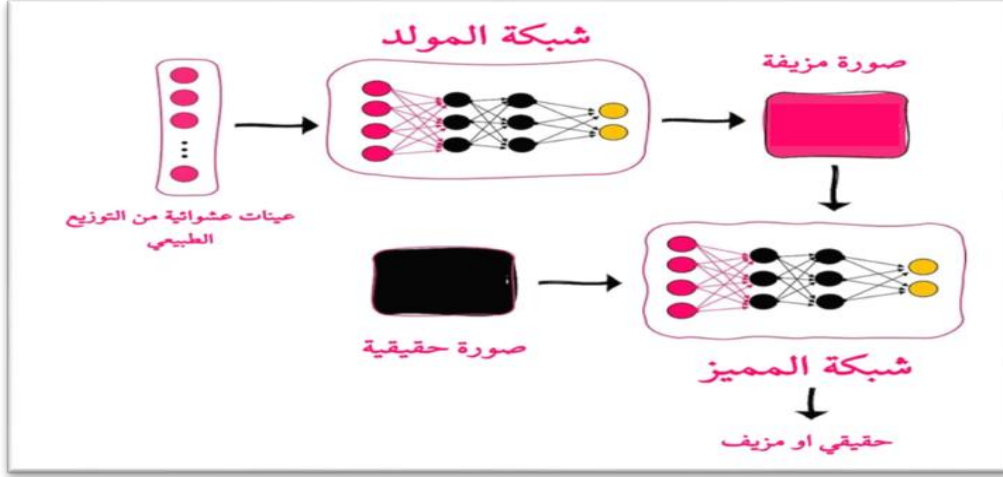 شبكة المولد
صورة مزيفة
عينات عشوائية من التوزيع
الطبيعي
صورة حقيقية
شبكة المميز
حقيقي او مزيف